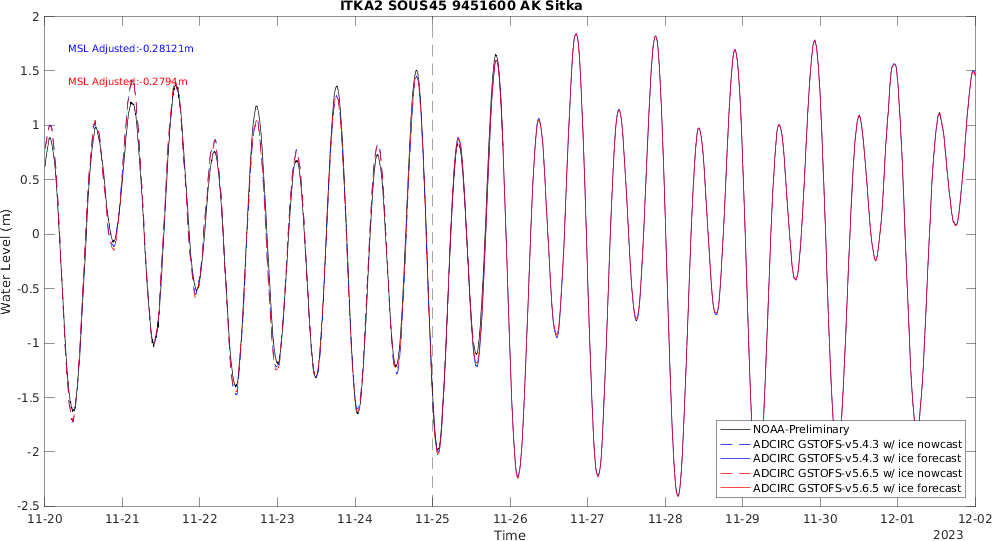 ITKA2 SOUS45 9451600 AK Sitka
MSL Adjusted:-0.28121m
MSL Adjusted:-0.2794m
Water Level (m)
2
1.5
1
0.5
0
-0.5
-1
-1.5
-2
-2.5
NOAA-Preliminary
ADCIRC GSTOFS-v5.4.3 w/ ice nowcast
ADCIRC GSTOFS-v5.4.3 w/ ice forecast
ADCIRC GSTOFS-v5.6.5 w/ ice nowcast
ADCIRC GSTOFS-v5.6.5 w/ ice forecast
11-20 11-21 11-22 11-23 11-24 11-25 11-26 11-27 11-28 11-29 11-30 12-01 12-02
Time
2023